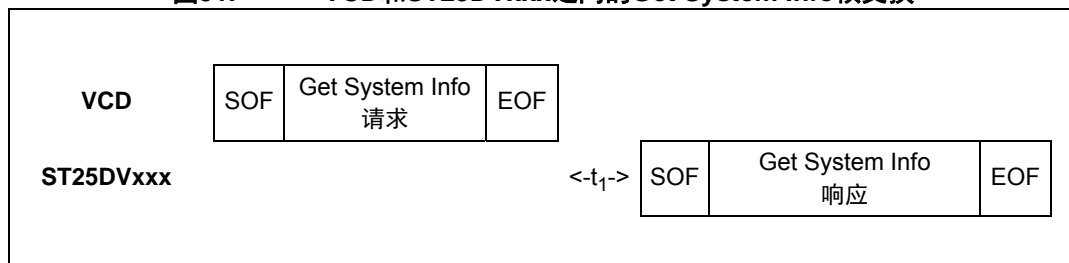 VCD SOF Get System Info 请求 EOF
ST25DVxxx <-t1-> SOF Get System Info 响应 EOF